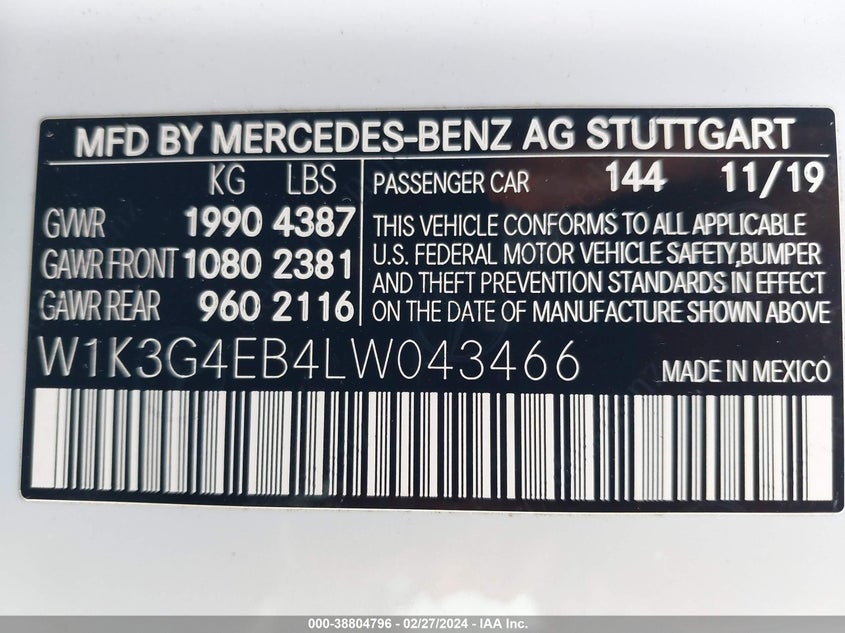 MFD BY MERCEDES-BENZ AG STUTTGART
KG LBS
GVWR 1990 4387
GAWR FRONT 1080 2381
GAWR REAR 960 2116
PASSENGER CAR 144 11/19
THIS VEHICLE CONFORMS TO ALL APPLICABLE
U.S. FEDERAL MOTOR VEHICLE SAFETY,BUMPER
AND THEFT PREVENTION STANDARDS IN EFFECT
ON THE DATE OF MANUFACTURE SHOWN ABOVE
W1K3G4EB4LW043466 MADE IN MEXICO
000-38804796 - 02/27/2024 - IAA Inc.